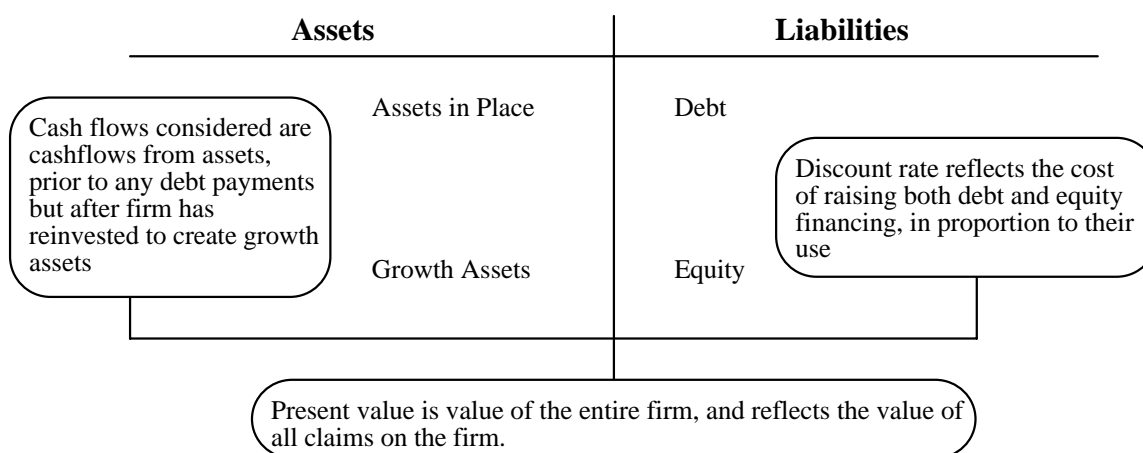 Assets
Liabilities
Assets in Place
Debt
Cash flows considered are
cashflows from assets,
prior to any debt payments
but after firm has
reinvested to create growth
assets
Discount rate reflects the cost
of raising both debt and equity
financing, in proportion to their
use
Growth Assets
Equity
Present value is value of the entire firm, and reflects the value of
all claims on the firm.